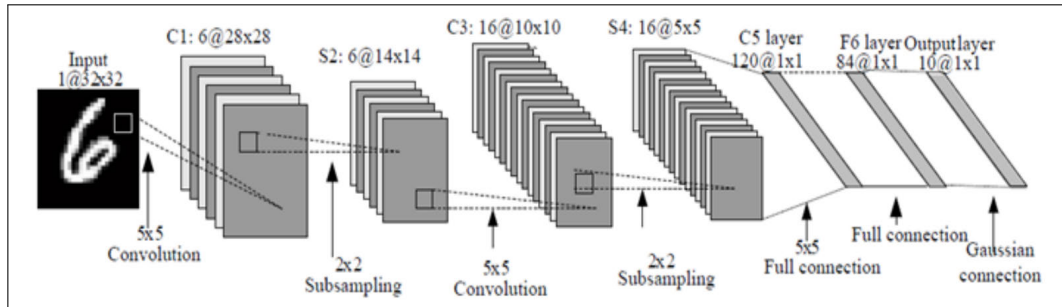 Input
1@32x32
C1: 6@28x28
S2: 6@14x14
C3: 16@10x10
S4: 16@5x5
C5 layer
120@1x1
F6 layer
84@1x1
Output layer
10@1x1
5x5
Convolution
2x2
Subsampling
5x5
Convolution
2x2
Subsampling
5x5
Full connection
Full connection
Gaussian
connection